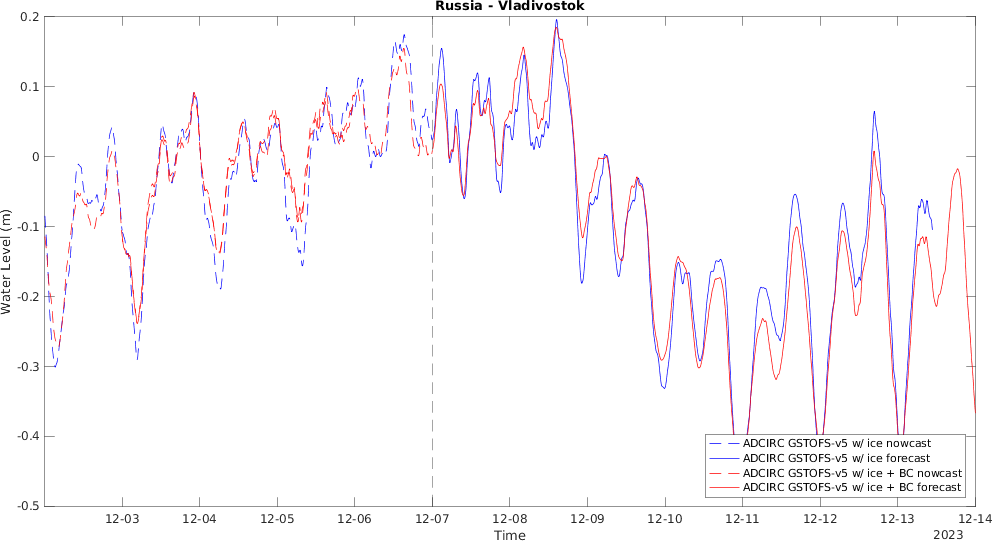 Russia - Vladivostok
Water Level (m)
0.2
0.1
0
-0.1
-0.2
-0.3
-0.4
-0.5
ADCIRC GSTOFS-v5 w/ ice nowcast
ADCIRC GSTOFS-v5 w/ ice forecast
ADCIRC GSTOFS-v5 w/ ice + BC nowcast
ADCIRC GSTOFS-v5 w/ ice + BC forecast
12-03 12-04 12-05 12-06 12-07 12-08 12-09 12-10 12-11 12-12 12-13 12-14
Time
2023